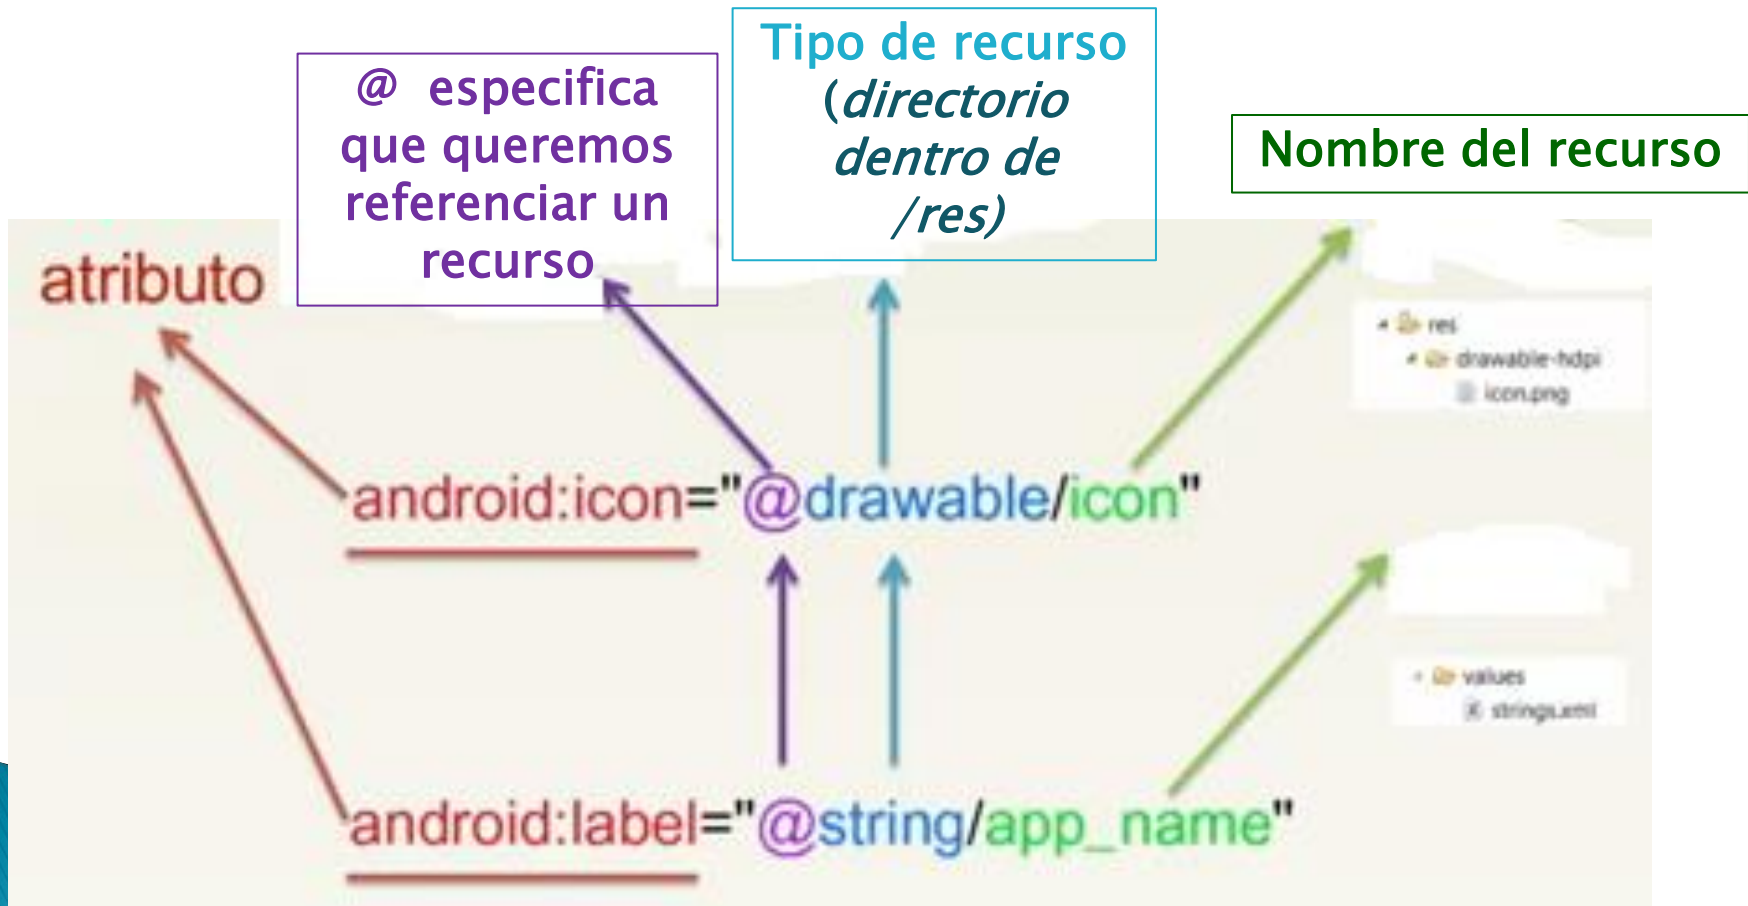 @ especifica
que queremos
referenciar un
recurso
Tipo de recurso
(directorio
dentro de
/res)
Nombre del recurso
atributo
res
drawable-hdpi
icon.png
android:icon="@drawable/icon"
values
strings.xml
android:label="@string/app_name"